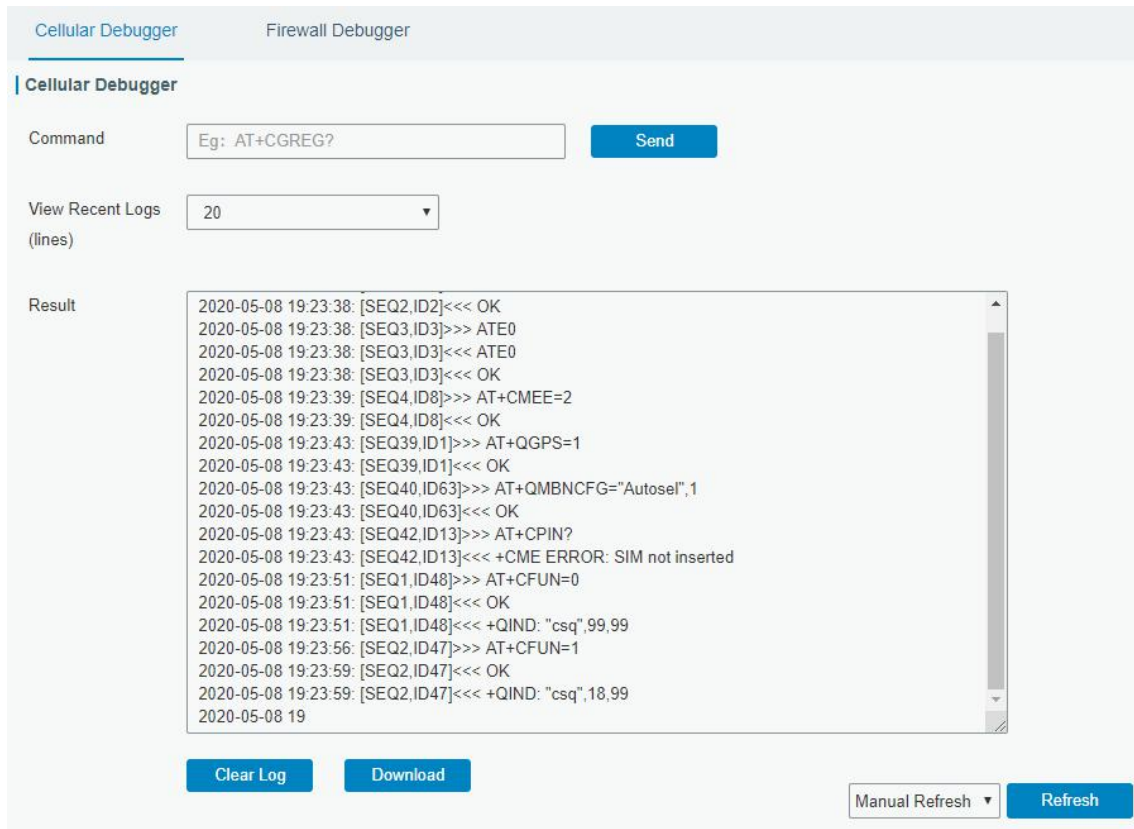 Cellular Debugger
Firewall Debugger
Cellular Debugger
Command
Eg: AT+CGREG?
Send
View Recent Logs
(lines)
20
Result
2020-05-08 19:23:38: [SEQ2,ID2]<<< OK
2020-05-08 19:23:38: [SEQ3,ID3]>>> ATE0
2020-05-08 19:23:38: [SEQ3,ID3]<<< ATE0
2020-05-08 19:23:38: [SEQ3,ID3]<<< OK
2020-05-08 19:23:39: [SEQ4,ID8]>>> AT+CMEE=2
2020-05-08 19:23:39: [SEQ4,ID8]<<< OK
2020-05-08 19:23:43: [SEQ39,ID1]>>> AT+QGPS=1
2020-05-08 19:23:43: [SEQ39,ID1]<<< OK
2020-05-08 19:23:43: [SEQ40,ID63]>>> AT+QMBNCFG="Autosel",1
2020-05-08 19:23:43: [SEQ40,ID63]<<< OK
2020-05-08 19:23:43: [SEQ42,ID13]>>> AT+CPIN?
2020-05-08 19:23:43: [SEQ42,ID13]<<< +CME ERROR: SIM not inserted
2020-05-08 19:23:51: [SEQ1,ID48]>>> AT+CFUN=0
2020-05-08 19:23:51: [SEQ1,ID48]<<< OK
2020-05-08 19:23:51: [SEQ1,ID48]<<< +QIND: "csq",99,99
2020-05-08 19:23:56: [SEQ2,ID47]>>> AT+CFUN=1
2020-05-08 19:23:59: [SEQ2,ID47]<<< OK
2020-05-08 19:23:59: [SEQ2,ID47]<<< +QIND: "csq",18,99
2020-05-08 19
Clear Log
Download
Manual Refresh
Refresh